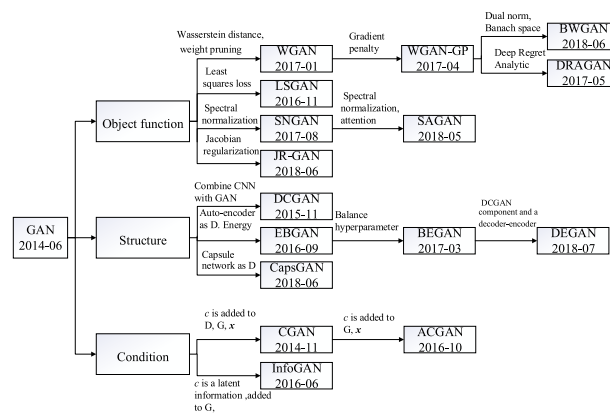 Wasserstein distance,
weight pruning
WGAN
2017-01
Gradient
penalty
WGAN-GP
2017-04
Dual norm,
Banach space
BWGAN
2018-06
Deep Regret
Analytic
DRAGAN
2017-05
Least
squares loss
LSGAN
2016-11
Object function
Spectral
normalization
SNGAN
2017-08
Spectral
normalization,
attention
SAGAN
2018-05
Jacobian
regularization
JR-GAN
2018-06
GAN
2014-06
Structure
Combine CNN
with GAN
DCGAN
2015-11
Auto-encoder
as D. Energy
EBGAN
2016-09
Balance
hyperparameter
BEGAN
2017-03
DCGAN
component and a
decoder-encoder
DEGAN
2018-07
Capsule
network as D
CapsGAN
2018-06
Condition
c is added to
D, G, x
CGAN
2014-11
c is added to
G, x
ACGAN
2016-10
InfoGAN
2016-06
c is a latent
information ,added
to G,